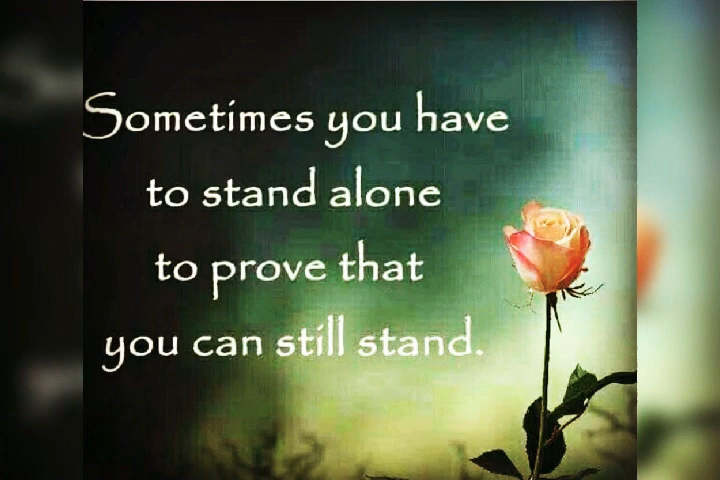 Sometimes you have
to stand alone
to prove that
you can still stand.